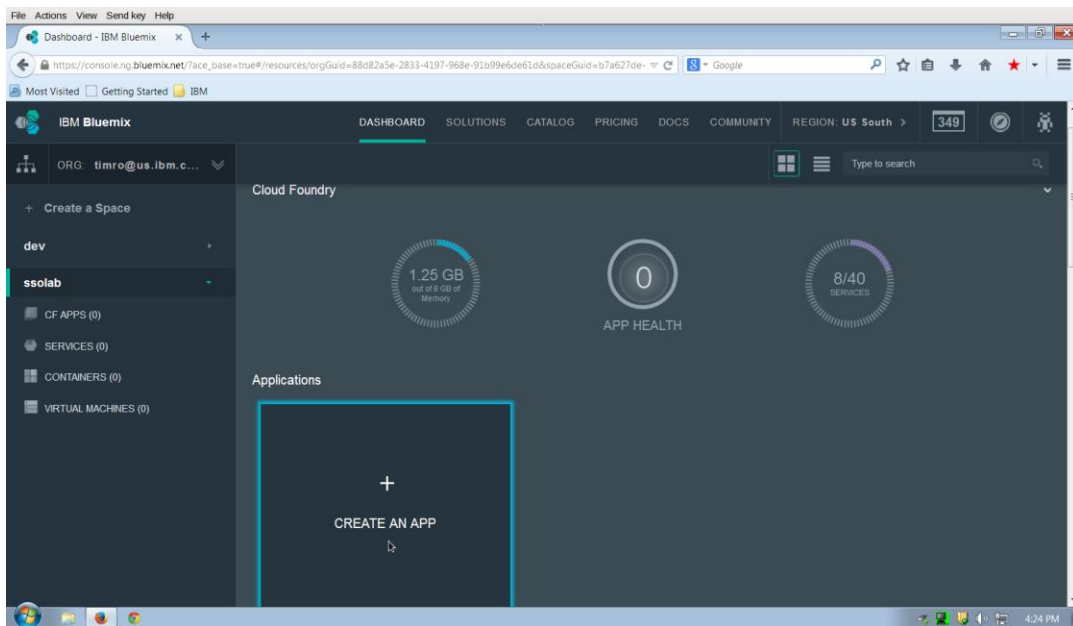 File Actions View Send key Help
Dashboard - IBM Bluemix
https://console.ng.bluemix.net/?ace_base=true#/resources/orgGuid=88d82a5e-2833-4197-968e-91b99e6de61d&spaceGuid=b7a627de-
Google
Most Visited Getting Started IBM
IBM Bluemix DASHBOARD SOLUTIONS CATALOG PRICING DOCS COMMUNITY REGION: US South > 349
ORG: timro@us.ibm.c... Type to search
+ Create a Space
dev
ssolab
CF APPS (0)
SERVICES (0)
CONTAINERS (0)
VIRTUAL MACHINES (0)
Cloud Foundry
1.25 GB
out of 8 GB of
Memory
0
APP HEALTH
8/40
SERVICES
Applications
+
CREATE AN APP
4:24 PM